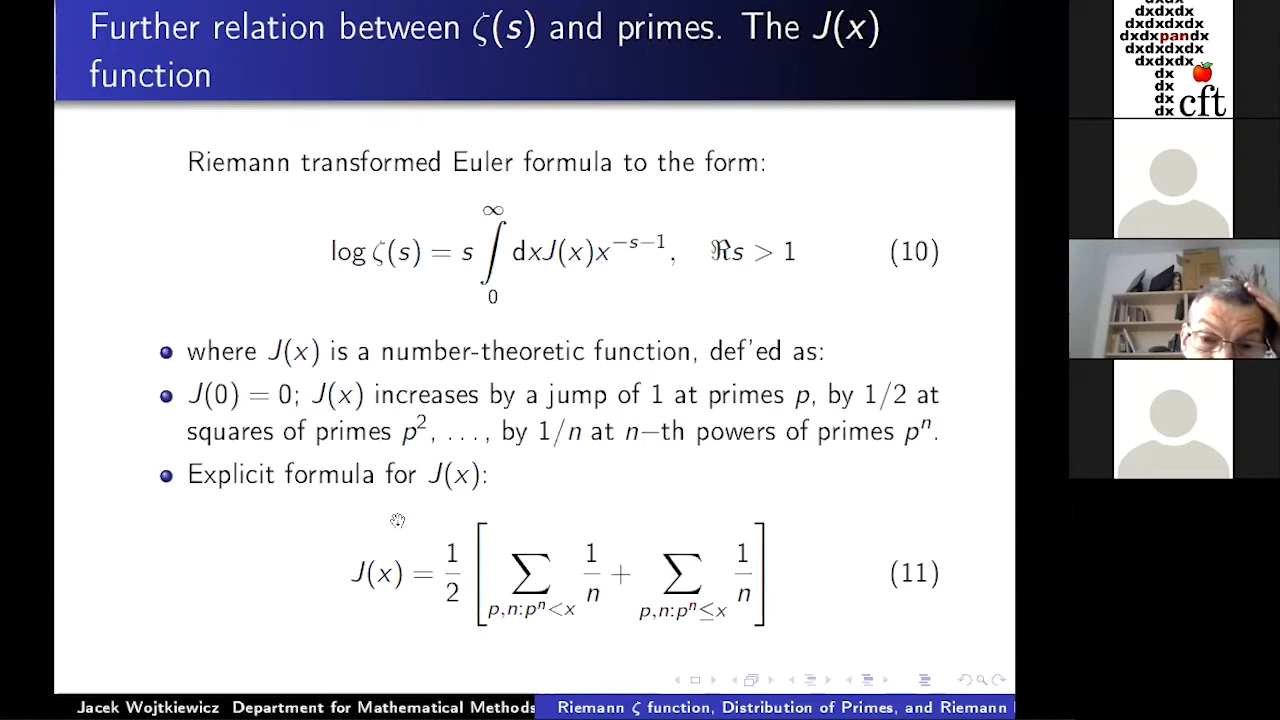 Further relation between ζ(s) and primes. The J(x)
function
Riemann transformed Euler formula to the form:
log ζ(s) = s ∫₀^∞ dxJ(x)x^{−s−1}, ℜs > 1 (10)
where J(x) is a number-theoretic function, def'ed as:
J(0) = 0; J(x) increases by a jump of 1 at primes p, by 1/2 at
squares of primes p², ..., by 1/n at n−th powers of primes pⁿ.
Explicit formula for J(x):
J(x) = 1/2 [ ∑_{p,n:pⁿ<x} 1/n + ∑_{p,n:pⁿ≤x} 1/n ] (11)
Jacek Wojtkiewicz Department for Mathematical Methods
Riemann ζ function, Distribution of Primes, and Riemann
dxdx
dxdxdx
dxdxdxdx
dxdxpandx
dxdxdxdx
dxdxdx
dx
dx
dx
dx cft